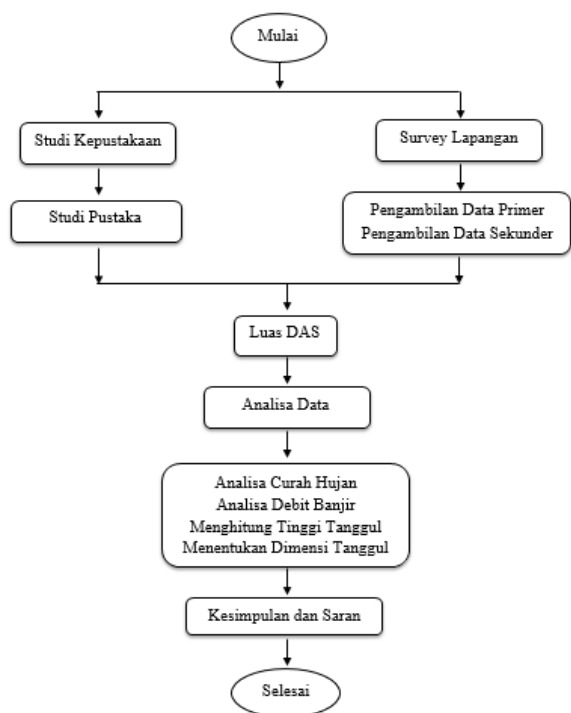 Mulai
Studi Kepustakaan
Survey Lapangan
Studi Pustaka
Pengambilan Data Primer
Pengambilan Data Sekunder
Luas DAS
Analisa Data
Analisa Curah Hujan
Analisa Debit Banjir
Menghitung Tinggi Tanggul
Menentukan Dimensi Tanggul
Kesimpulan dan Saran
Selesai